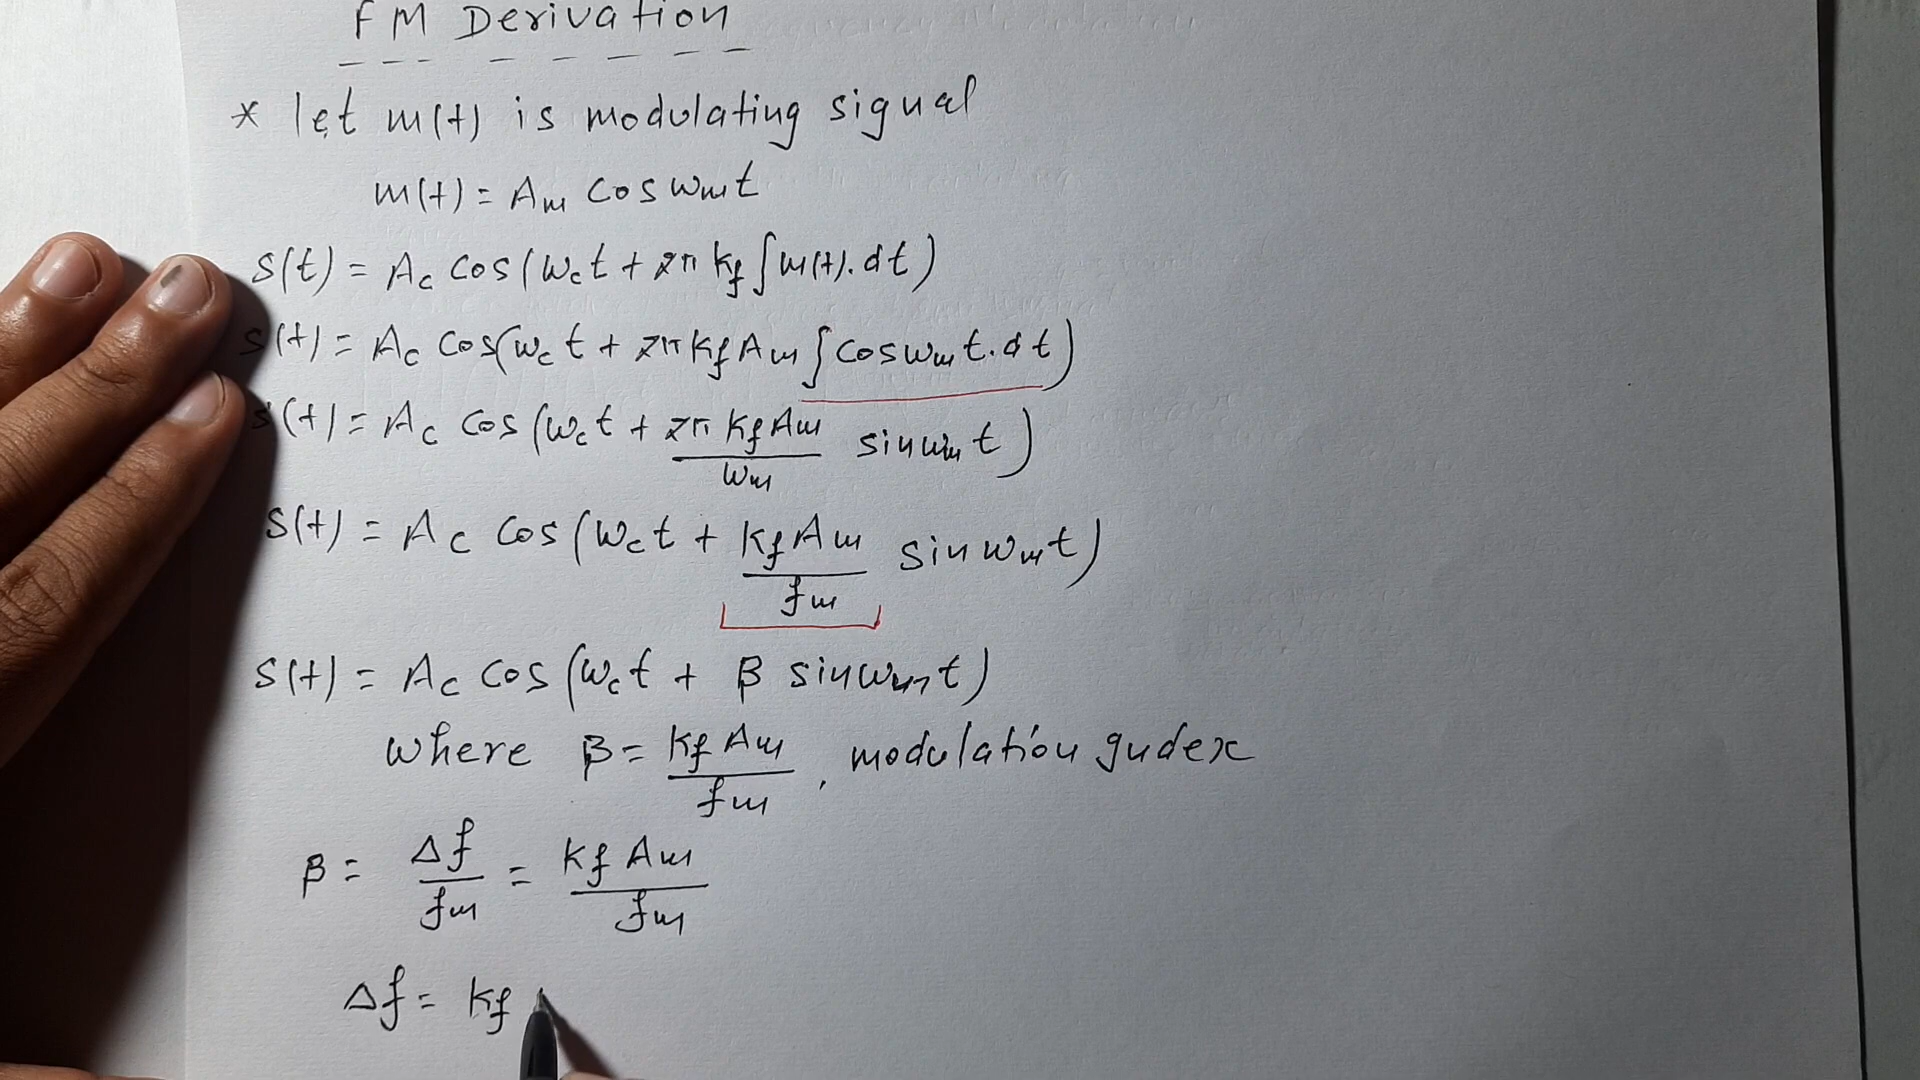 FM Derivation
* let m(t) is modulating signal
m(t) = Am cos wmt
s(t) = Ac cos(wct + 2π kf ∫m(t).dt)
s(t) = Ac cos(wct + 2π kf Am ∫cos wmt.dt)
s(t) = Ac cos(wct + 2π kf Am / wm sin wmt)
s(t) = Ac cos(wct + kf Am / fm sin wmt)
s(t) = Ac cos(wct + β sin wmt)
where β = kf Am / fm, modulation index
β = Δf / fm = kf Am / fm
Δf = kf